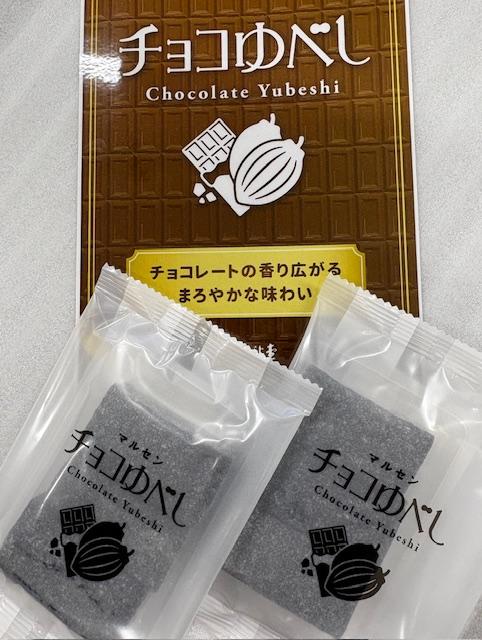 チョコゆべし
Chocolate Yubeshi
チョコレートの香り広がる
まろやかな味わい
マルセン
チョコゆべし
Chocolate Yubeshi
マルセン
チョコゆべし
Chocolate Yubeshi